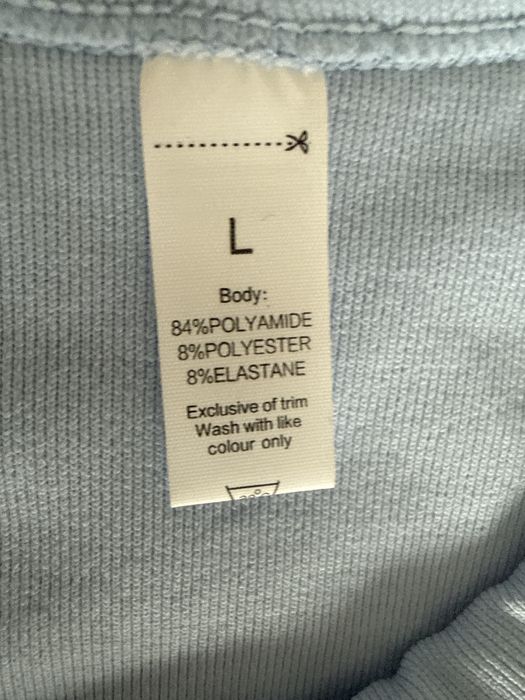 L
Body:
84%POLYAMIDE
8%POLYESTER
8%ELASTANE
Exclusive of trim
Wash with like
colour only